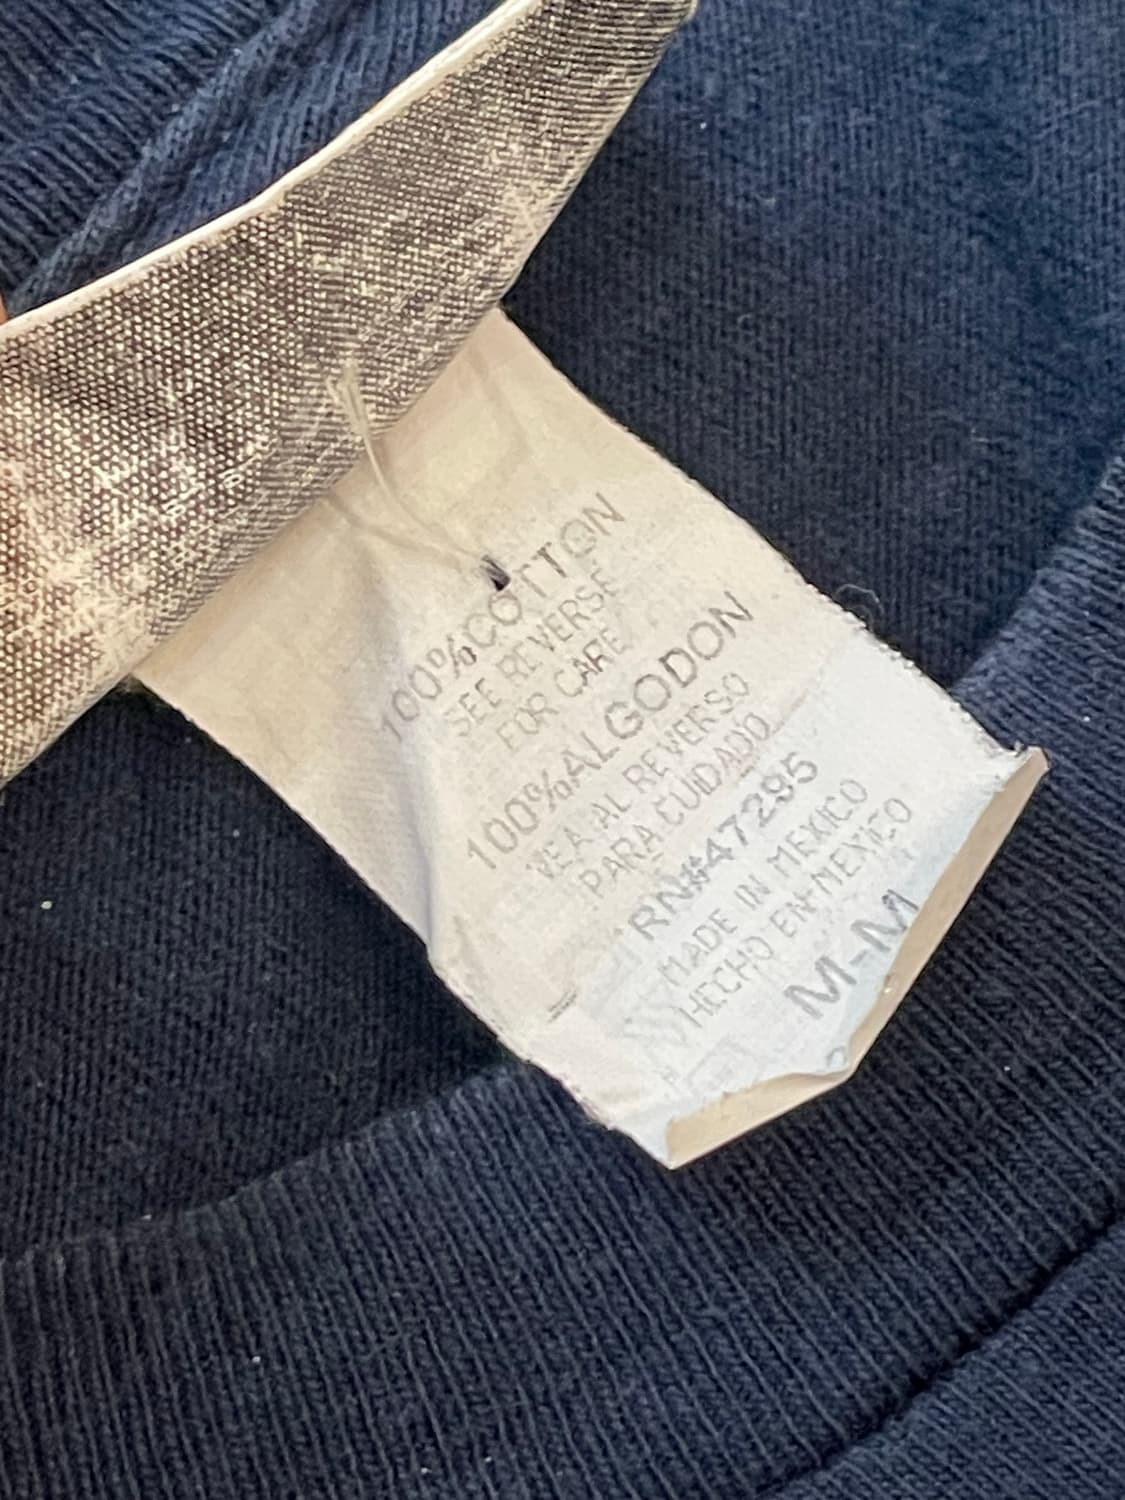 100%COTTON
SEE REVERSE
FOR CARE
100%ALGODON
VEA AL REVERSO
PARA CUIDADO
RN#47295
MADE IN MEXICO
HECHO EN MEXICO
M-M